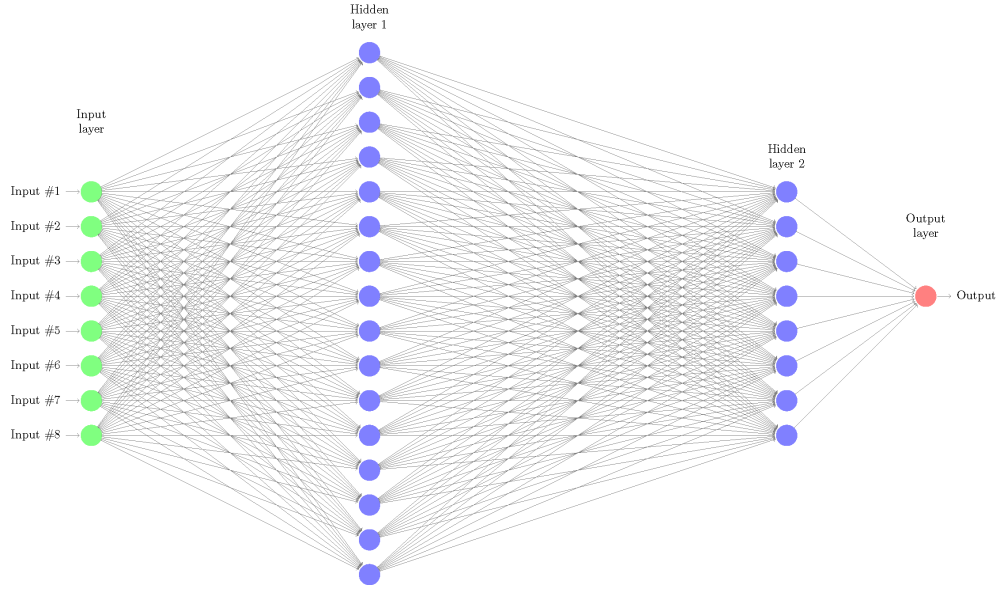 Hidden
layer 1
Input
layer
Hidden
layer 2
Output
layer
Input #1
Input #2
Input #3
Input #4
Input #5
Input #6
Input #7
Input #8
Output